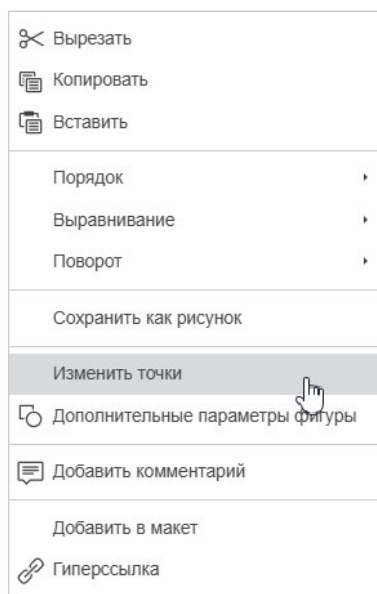 Вырезать
Копировать
Вставить
Порядок
Выравнивание
Поворот
Сохранить как рисунок
Изменить точки
Дополнительные параметры фигуры
Добавить комментарий
Добавить в макет
Гиперссылка